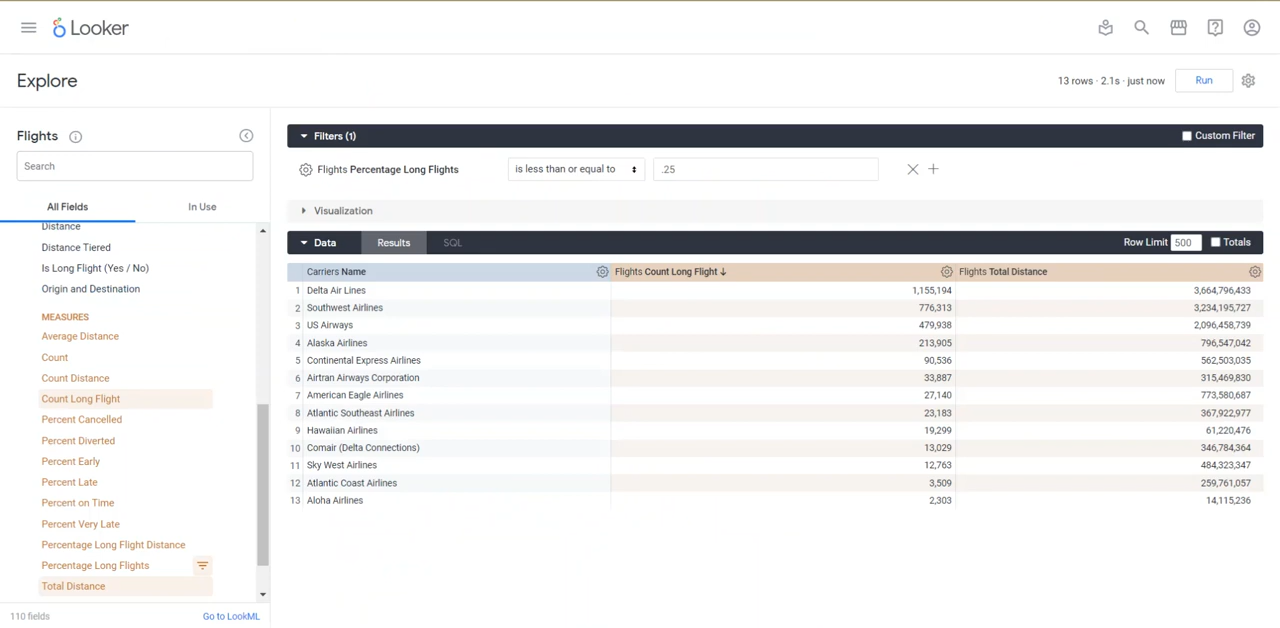 Looker
Explore
13 rows · 2.1s · just now
Run
Flights
Search
All Fields
In Use
Distance
Distance Tiered
Is Long Flight (Yes / No)
Origin and Destination
MEASURES
Average Distance
Count
Count Distance
Count Long Flight
Percent Cancelled
Percent Diverted
Percent Early
Percent Late
Percent on Time
Percent Very Late
Percentage Long Flight Distance
Percentage Long Flights
Total Distance
110 fields
Go to LookML
Filters (1)
Custom Filter
Flights Percentage Long Flights
is less than or equal to
.25
Visualization
Data
Results
SQL
Row Limit 500
Totals
Carriers Name Flights Count Long Flight ↓ Flights Total Distance
1 Delta Air Lines 1,155,194 3,664,796,433
2 Southwest Airlines 776,313 3,234,195,727
3 US Airways 479,938 2,096,458,739
4 Alaska Airlines 213,905 796,547,042
5 Continental Express Airlines 90,536 562,503,035
6 Airtran Airways Corporation 33,887 315,469,830
7 American Eagle Airlines 27,140 773,580,687
8 Atlantic Southeast Airlines 23,183 367,922,977
9 Hawaiian Airlines 19,299 61,220,476
10 Comair (Delta Connections) 13,029 346,784,364
11 Sky West Airlines 12,763 484,323,347
12 Atlantic Coast Airlines 3,509 259,761,057
13 Aloha Airlines 2,303 14,115,236